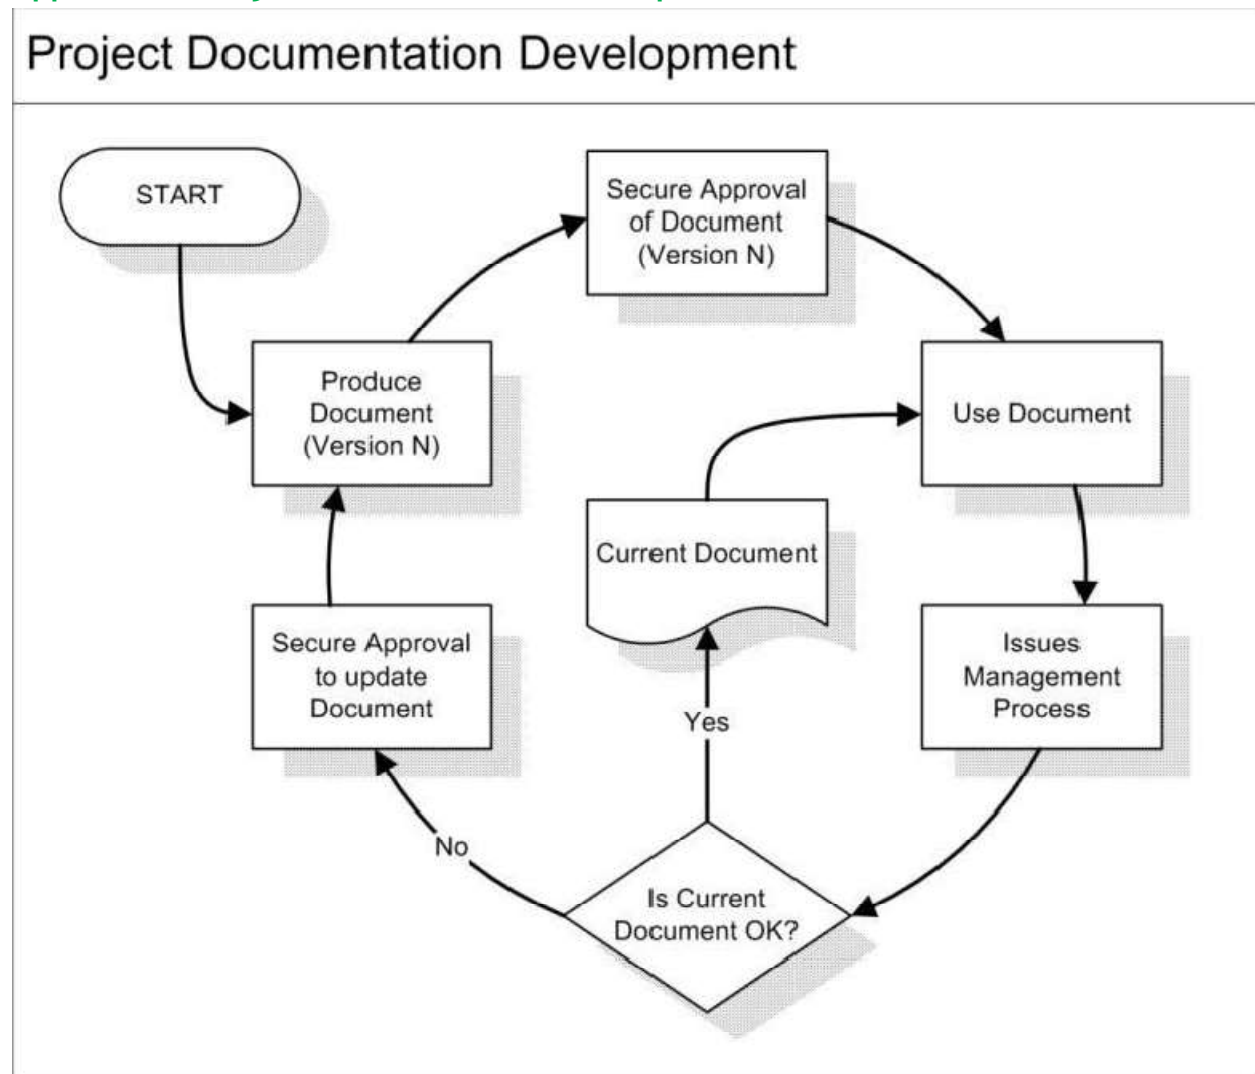 Project Documentation Development
START
Secure Approval
of Document
(Version N)
Produce
Document
(Version N)
Use Document
Current Document
Secure Approval
to update
Document
Issues
Management
Process
Yes
No
Is Current
Document OK?